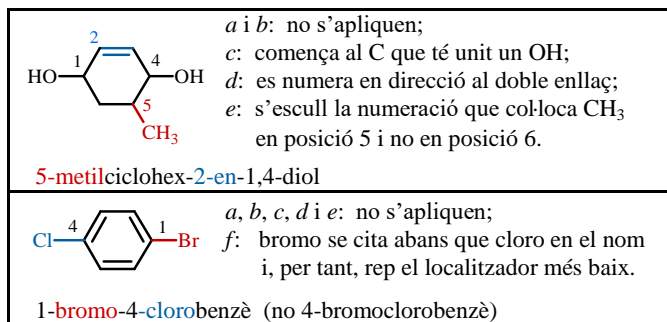 a i b: no s'apliquen;
c: comença al C que té unit un OH;
d: es numera en direcció al doble enllaç;
e: s'escull la numeració que col·loca CH3
en posició 5 i no en posició 6.
2
1
4
HO
OH
5
CH3
5-metilciclohex-2-en-1,4-diol
a, b, c, d i e: no s'apliquen;
f: bromo se cita abans que cloro en el nom
i, per tant, rep el localitzador més baix.
4
1
Cl
Br
1-bromo-4-clorobenzè (no 4-bromoclorobenzè)